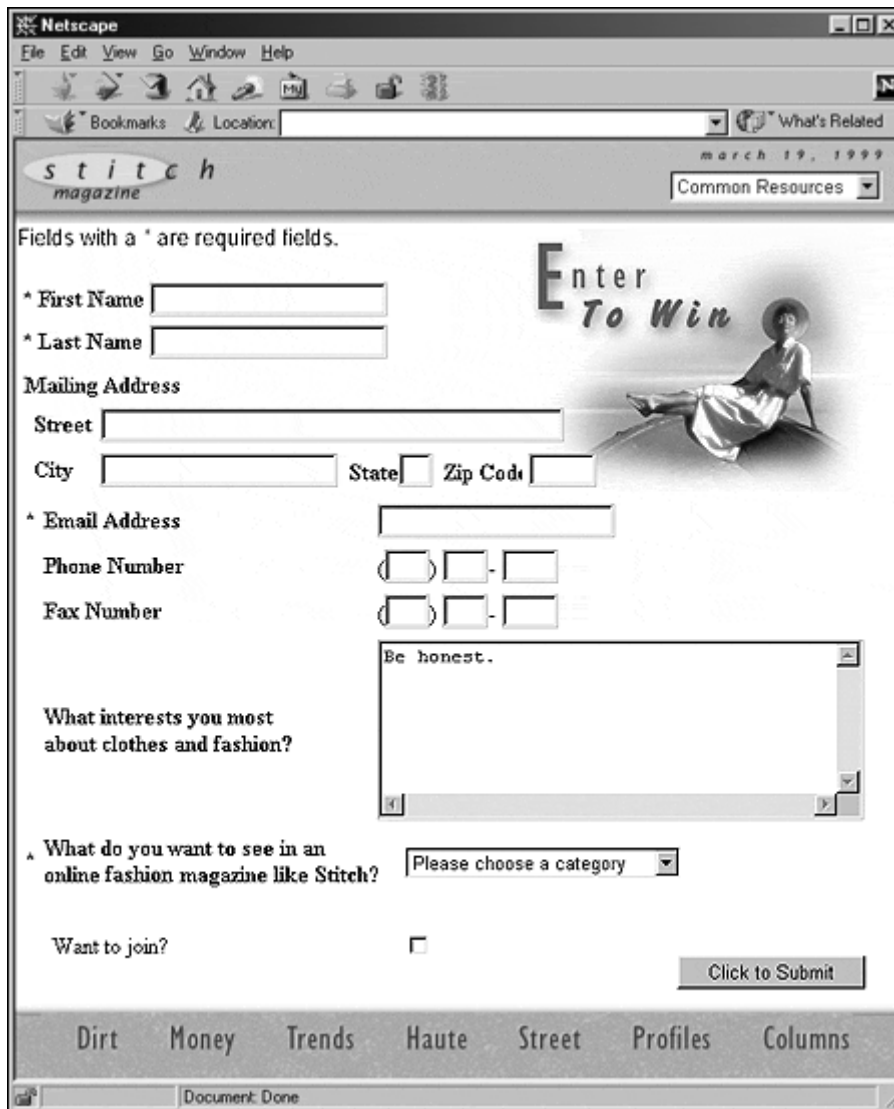 Netscape
File Edit View Go Window Help
My
N
Bookmarks Location: What's Related
march 19, 1999
stitch
magazine
Common Resources
Fields with a * are required fields.
Enter
To Win
* First Name
* Last Name
Mailing Address
Street
City State Zip Code
* Email Address
Phone Number ( ) -
Fax Number ( ) -
Be honest.
What interests you most
about clothes and fashion?
* What do you want to see in an
online fashion magazine like Stitch?
Please choose a category
Want to join?
Click to Submit
Dirt Money Trends Haute Street Profiles Columns
Document: Done